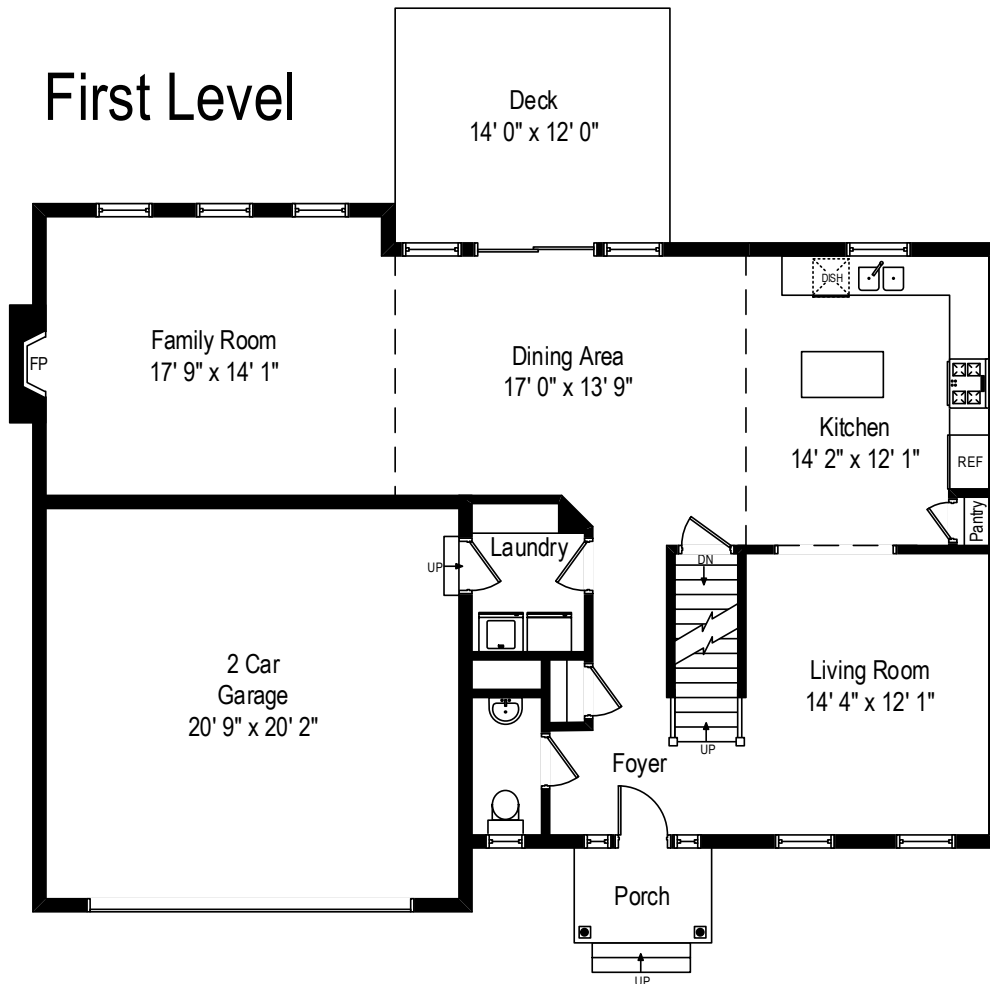 First Level
Deck
14' 0" x 12' 0"
Family Room
17' 9" x 14' 1"
FP
Dining Area
17' 0" x 13' 9"
DISH
Kitchen
14' 2" x 12' 1"
REF
Pantry
Laundry
UP
DN
2 Car
Garage
20' 9" x 20' 2"
Living Room
14' 4" x 12' 1"
UP
Foyer
Porch
UP